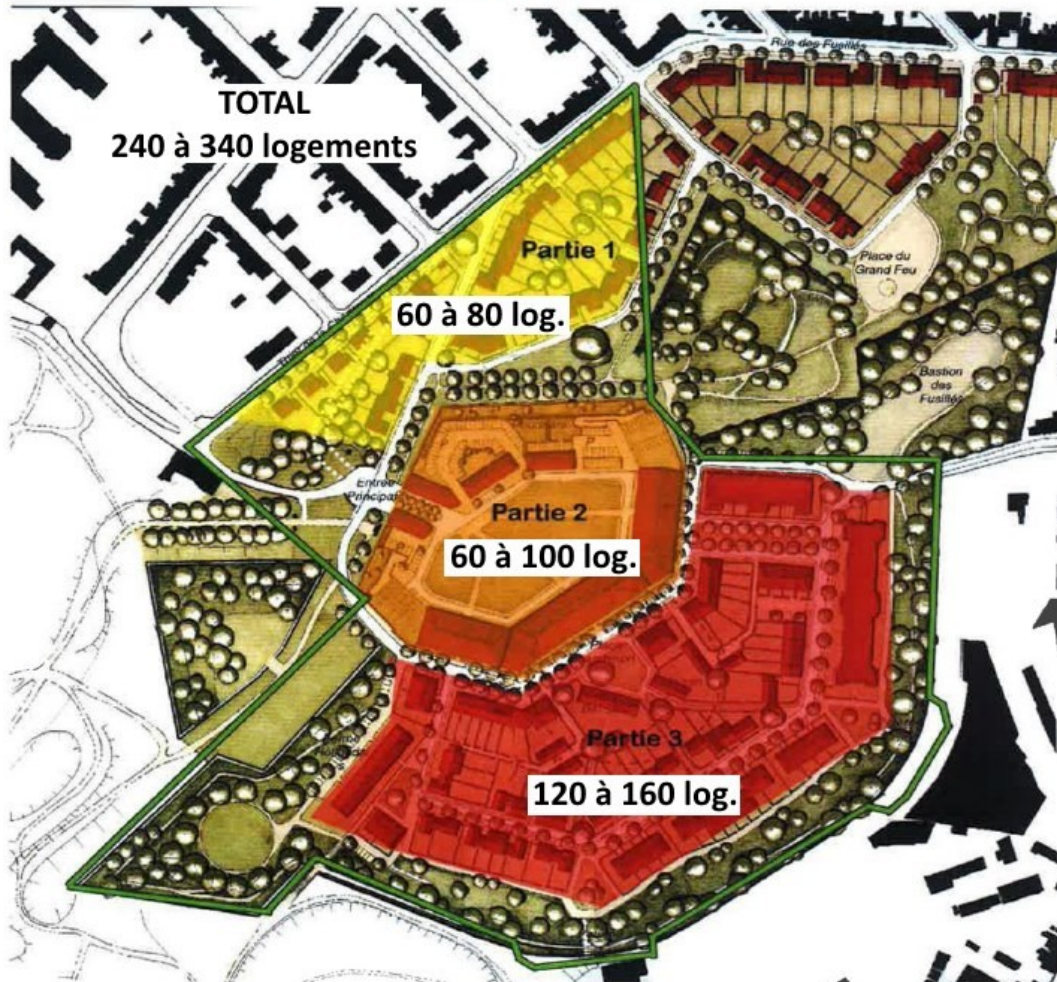 TOTAL
240 à 340 logements
Rue des Fusillés
Partie 1
60 à 80 log.
Place du
Grand Feu
Bastion
des
Fusillés
Entrée
Principal
Partie 2
60 à 100 log.
Partie 3
120 à 160 log.